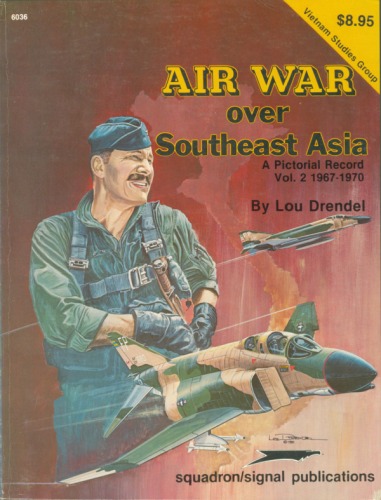 6036
Vietnam Studies Group
$8.95
AIR WAR
over
Southeast Asia
A Pictorial Record
Vol. 2 1967-1970
By Lou Drendel
squadron/signal publications